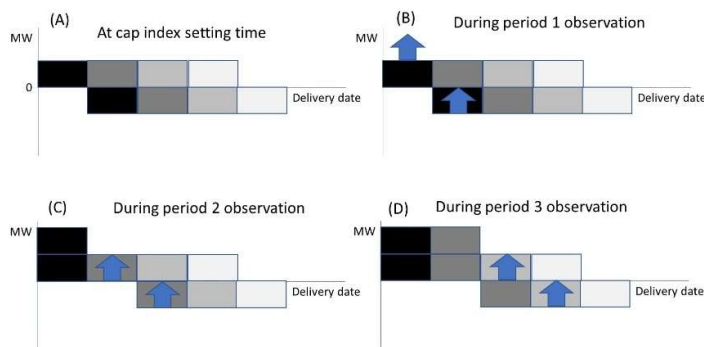 (A)
At cap index setting time
MW
0
Delivery date
(B)
During period 1 observation
MW
Delivery date
(C)
During period 2 observation
MW
Delivery date
(D)
During period 3 observation
MW
Delivery date